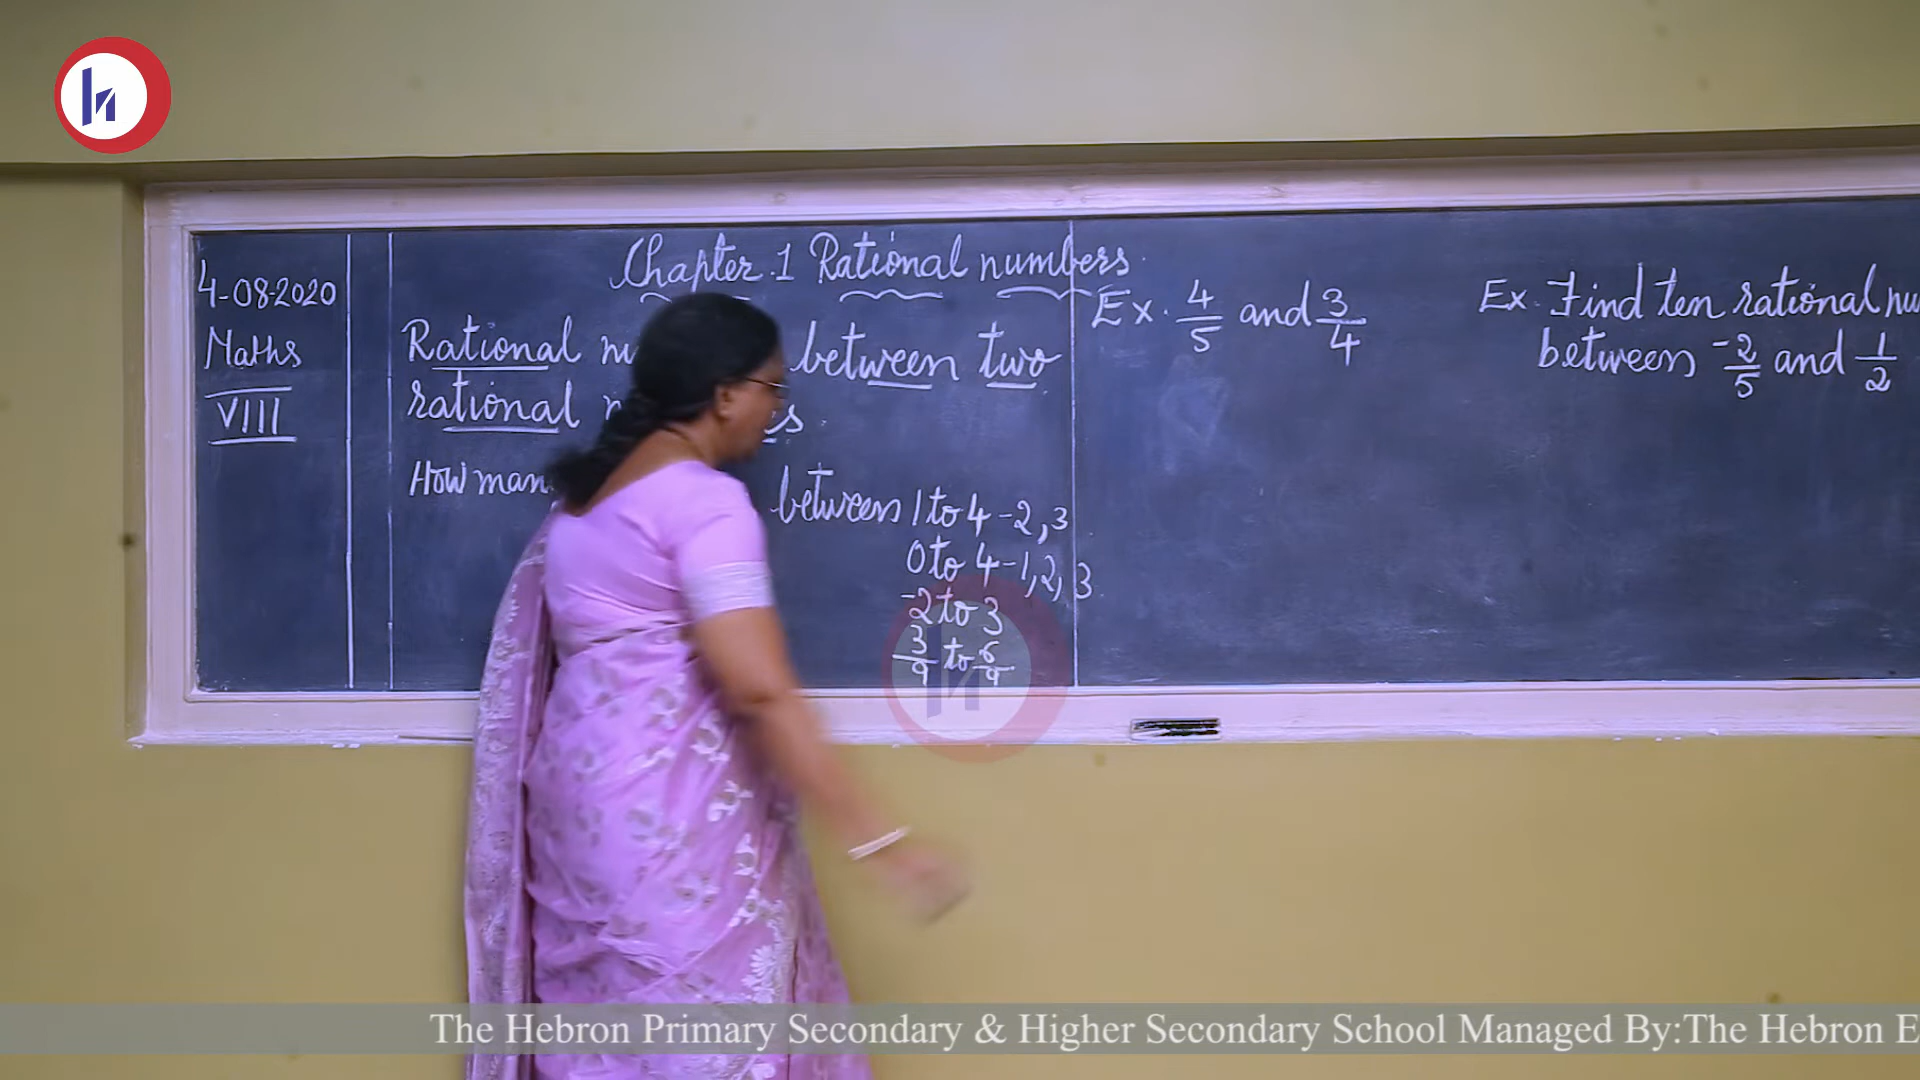 Chapter.1 Rational numbers
4-08-2020
Maths
VIII
Rational between two
rational
How between 1 to 4 - 2, 3
0 to 4 - 1, 2, 3
-2 to 3
3/9 to 6/9
Ex. 4/5 and 3/4
Ex. Find ten rational
between -2/5 and 1/2
The Hebron Primary Secondary & Higher Secondary School Managed By:The Hebron E